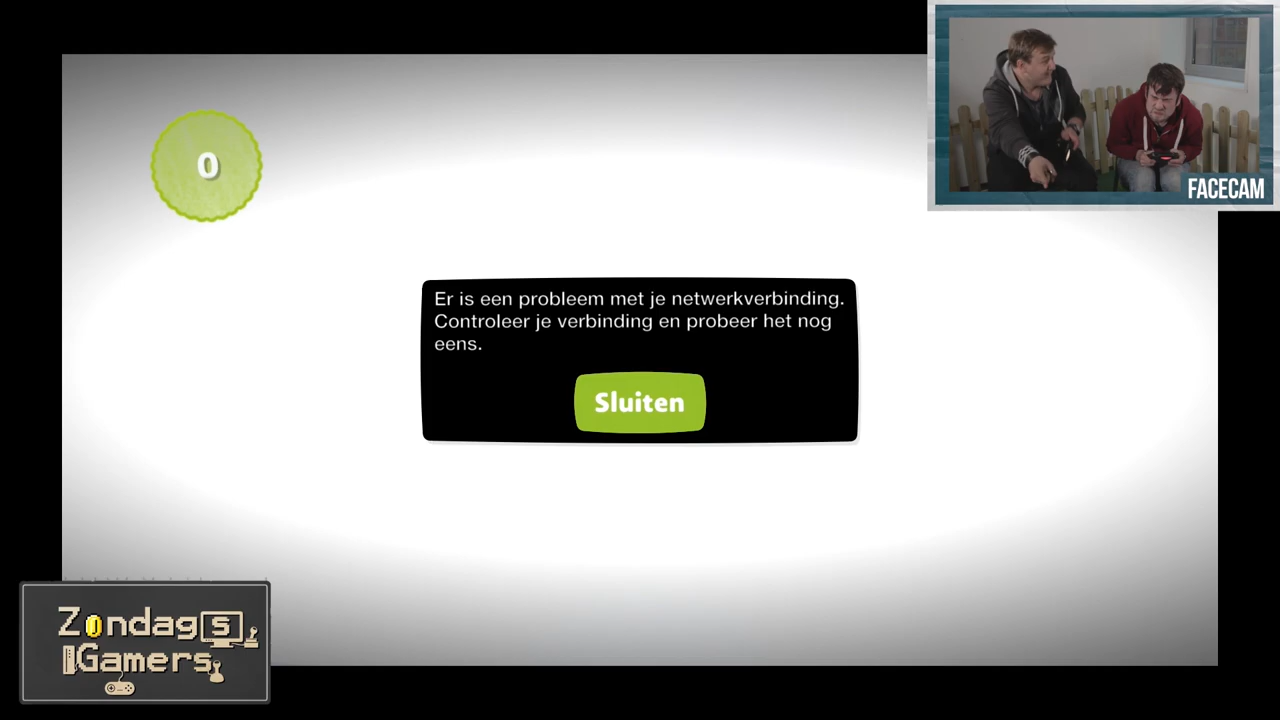 0
FACECAM
Er is een probleem met je netwerkverbinding.
Controleer je verbinding en probeer het nog
eens.
Sluiten
Zondags
Gamers